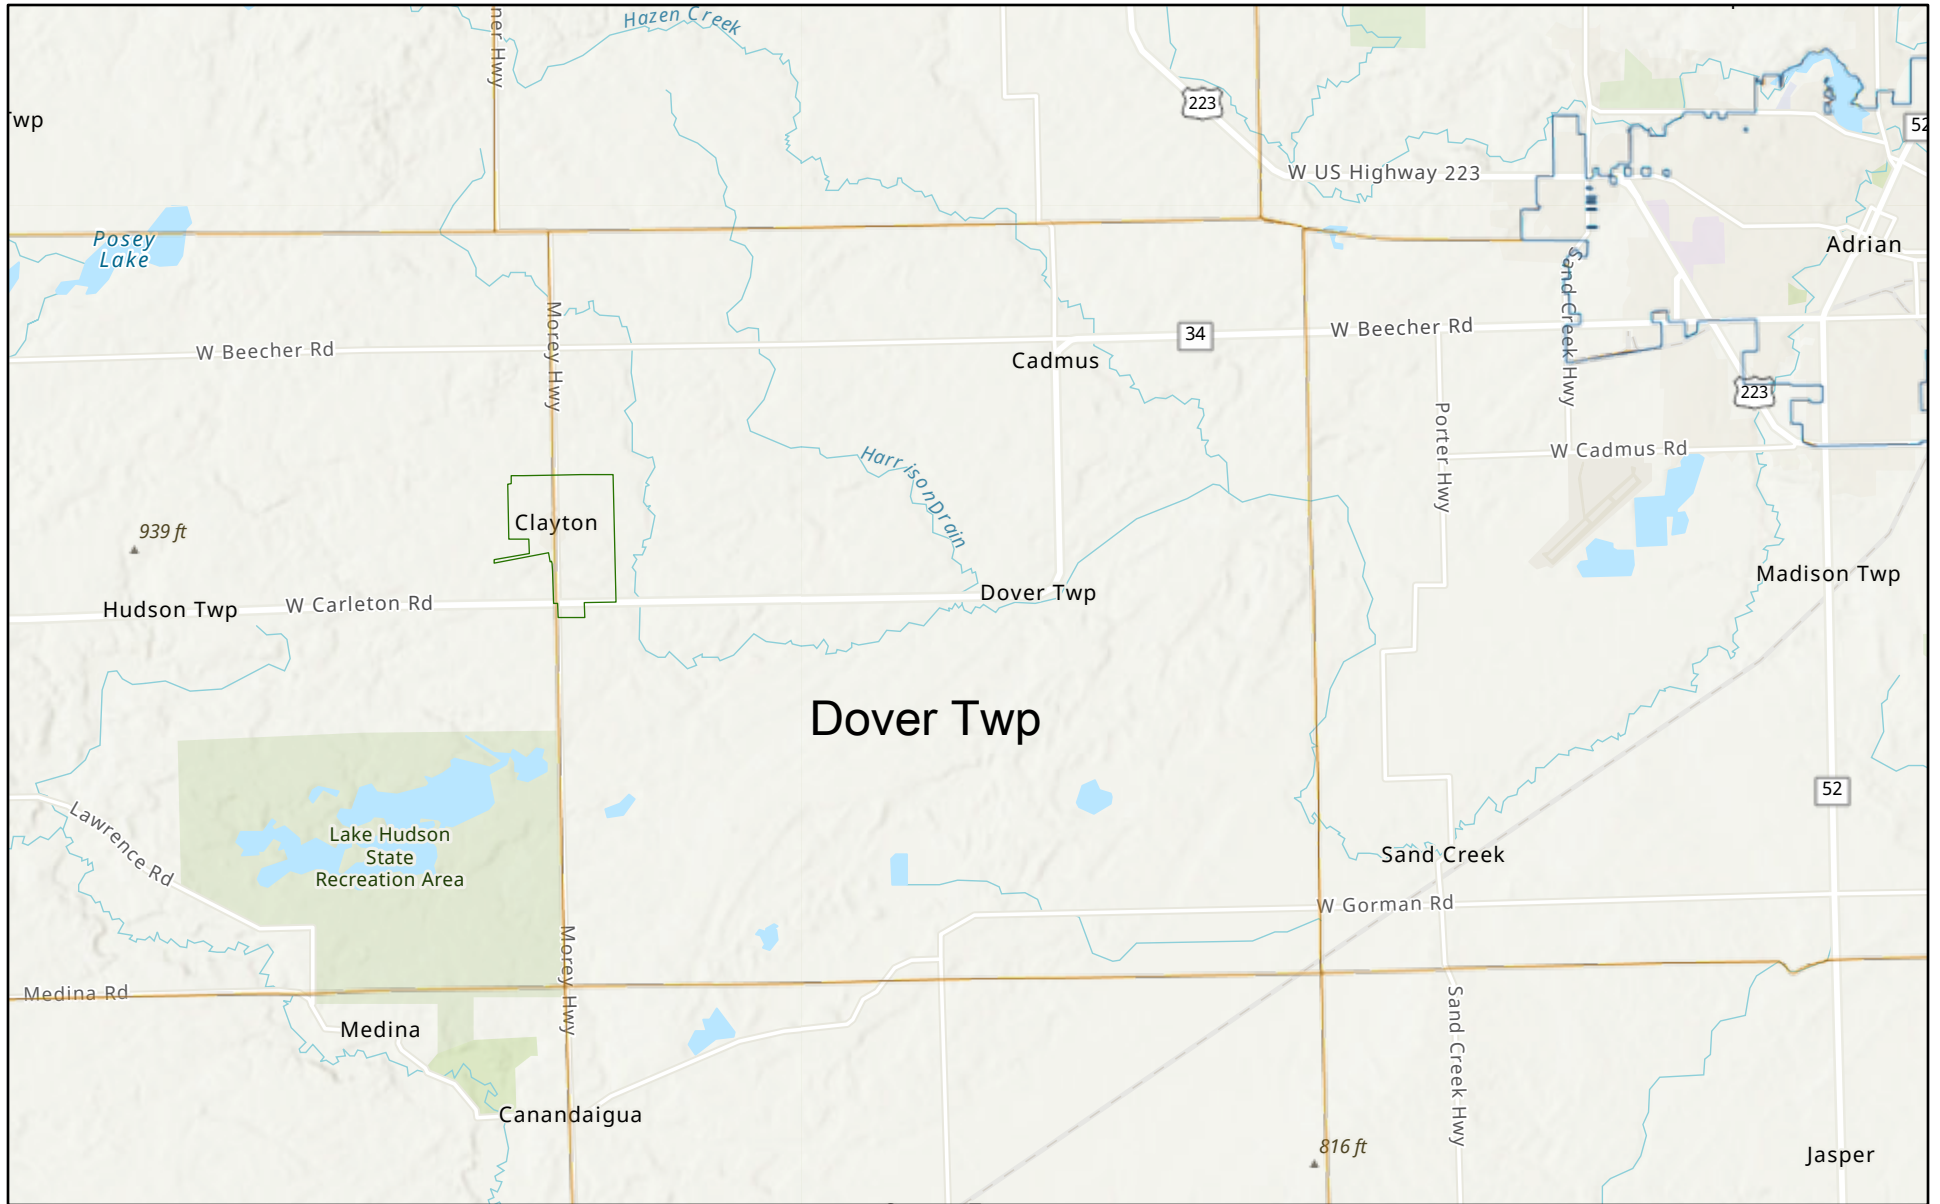 Hazen Creek
ner Hwy
223
Twp
52
W US Highway 223
Posey
Lake
Adrian
Sand Creek Hwy
Morey Hwy
W Beecher Rd
34
W Beecher Rd
Cadmus
223
Porter Hwy
W Cadmus Rd
Harrison Drain
Clayton
939 ft
Madison Twp
Dover Twp
Hudson Twp
W Carleton Rd
Dover Twp
52
Lawrence Rd
Lake Hudson
State
Recreation Area
Sand Creek
W Gorman Rd
Morey Hwy
Medina Rd
Medina
Sand Creek Hwy
Canandaigua
816 ft
Jasper